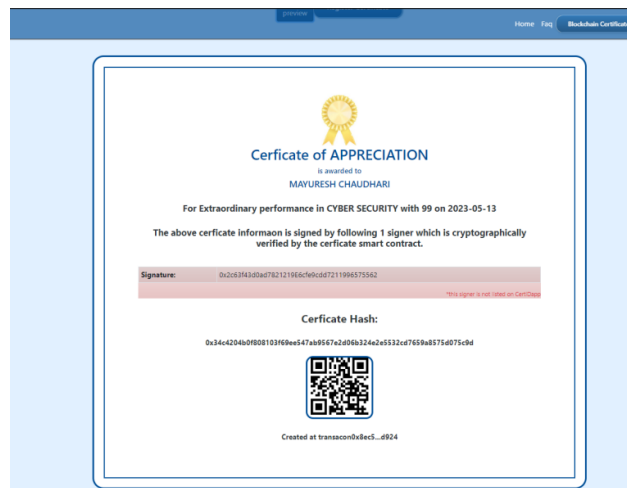 preview
Home Faq Blockchain Certificate
Cerficate of APPRECIATION
is awarded to
MAYURESH CHAUDHARI
For Extraordinary performance in CYBER SECURITY with 99 on 2023-05-13
The above cerficate informaon is signed by following 1 signer which is cryptographically
verified by the cerficate smart contract.
Signature: 0x2c63f43d0ad7821219E6cfe9cdd7211996575562
*this signer is not listed on CertiDapp
Cerficate Hash:
0x34c4204b0f808103f69ee547ab9567e2d06b324e2e5532cd7659a8575d075c9d
Created at transacon0x8ec5...d924